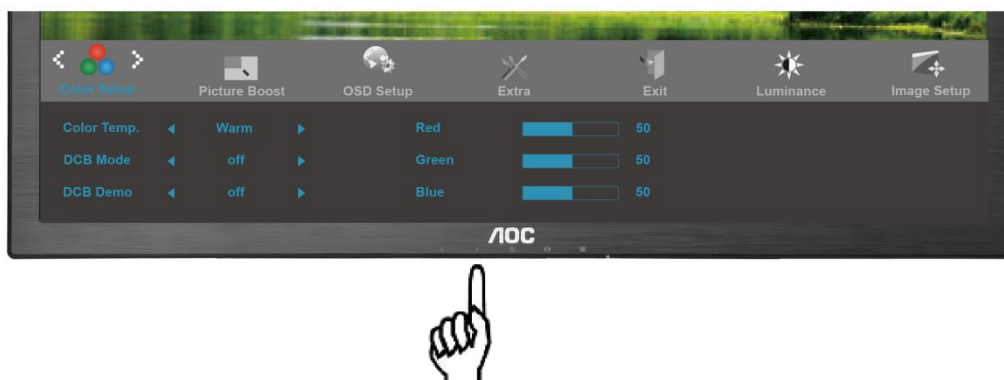 Color Setup
Picture Boost
OSD Setup
Extra
Exit
Luminance
Image Setup
Color Temp. Warm Red 50
DCB Mode off Green 50
DCB Demo off Blue 50
AOC